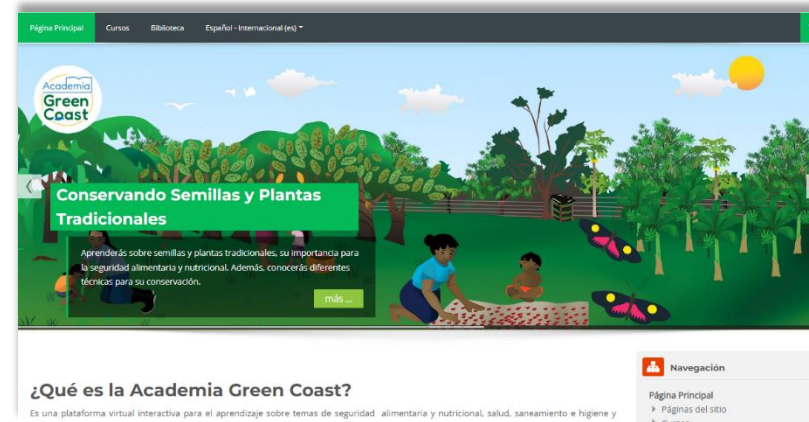 Página Principal Cursos Biblioteca Español - Internacional (es)
Academia
Green
Coast
Conservando Semillas y Plantas
Tradicionales
Aprenderás sobre semillas y plantas tradicionales, su importancia para
la seguridad alimentaria y nutricional. Además, conocerás diferentes
técnicas para su conservación.
más ...
¿Qué es la Academia Green Coast?
Es una plataforma virtual interactiva para el aprendizaje sobre temas de seguridad alimentaria y nutricional, salud, saneamiento e higiene y
Navegación
Página Principal
Páginas del sitio
Cursos